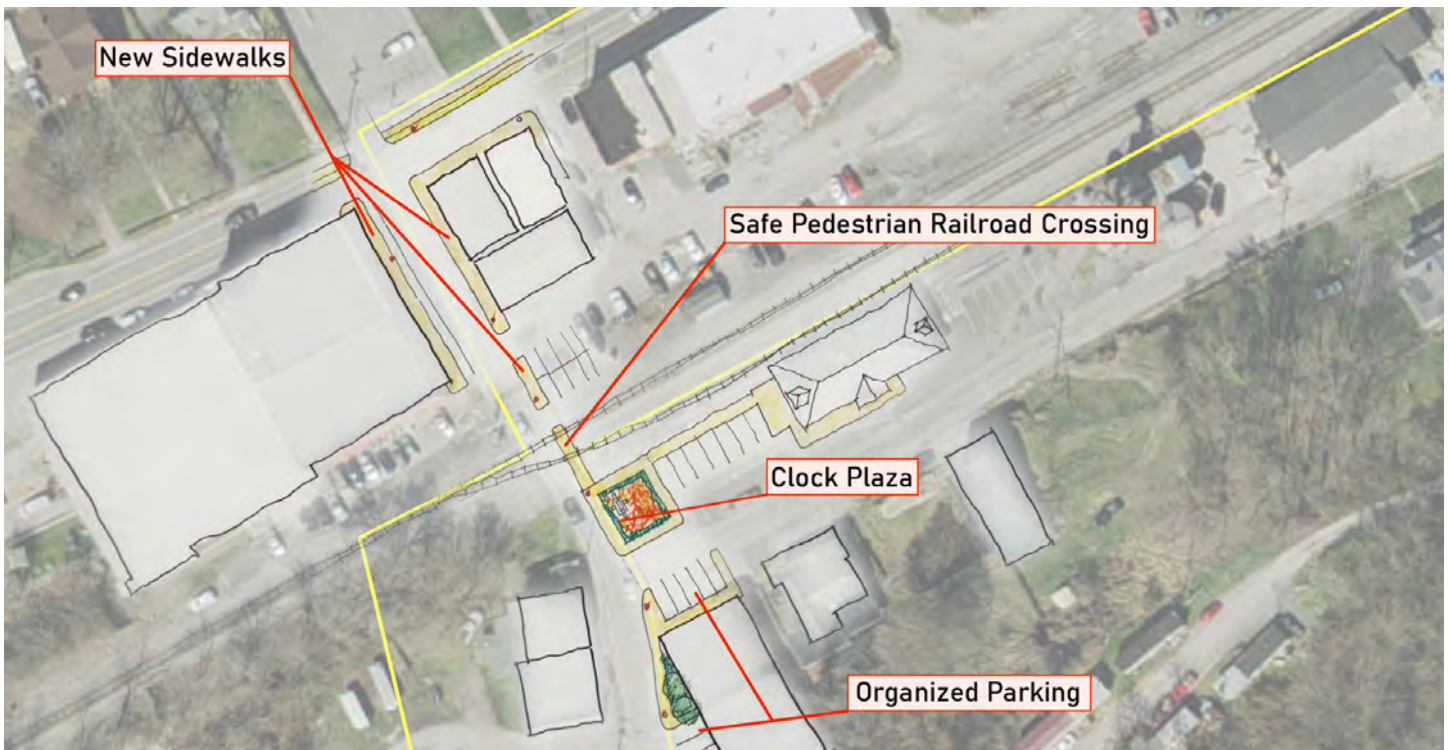 New Sidewalks
Safe Pedestrian Railroad Crossing
Clock Plaza
Organized Parking